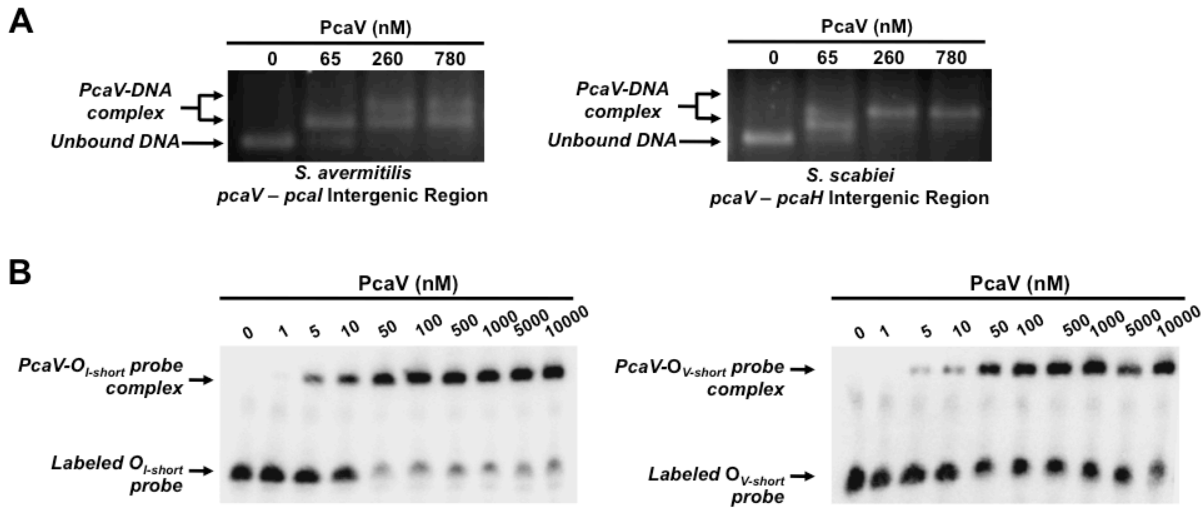 A
PcaV (nM)
0 65 260 780
PcaV-DNA
complex
Unbound DNA
S. avermitilis
pcaV – pcaI Intergenic Region
PcaV (nM)
0 65 260 780
PcaV-DNA
complex
Unbound DNA
S. scabiei
pcaV – pcaH Intergenic Region
B
PcaV (nM)
0 1 5 10 50 100 500 1000 5000 10000
PcaV-OI-short probe
complex
Labeled OI-short
probe
PcaV (nM)
0 1 5 10 50 100 500 1000 5000 10000
PcaV-OV-short probe
complex
Labeled OV-short
probe